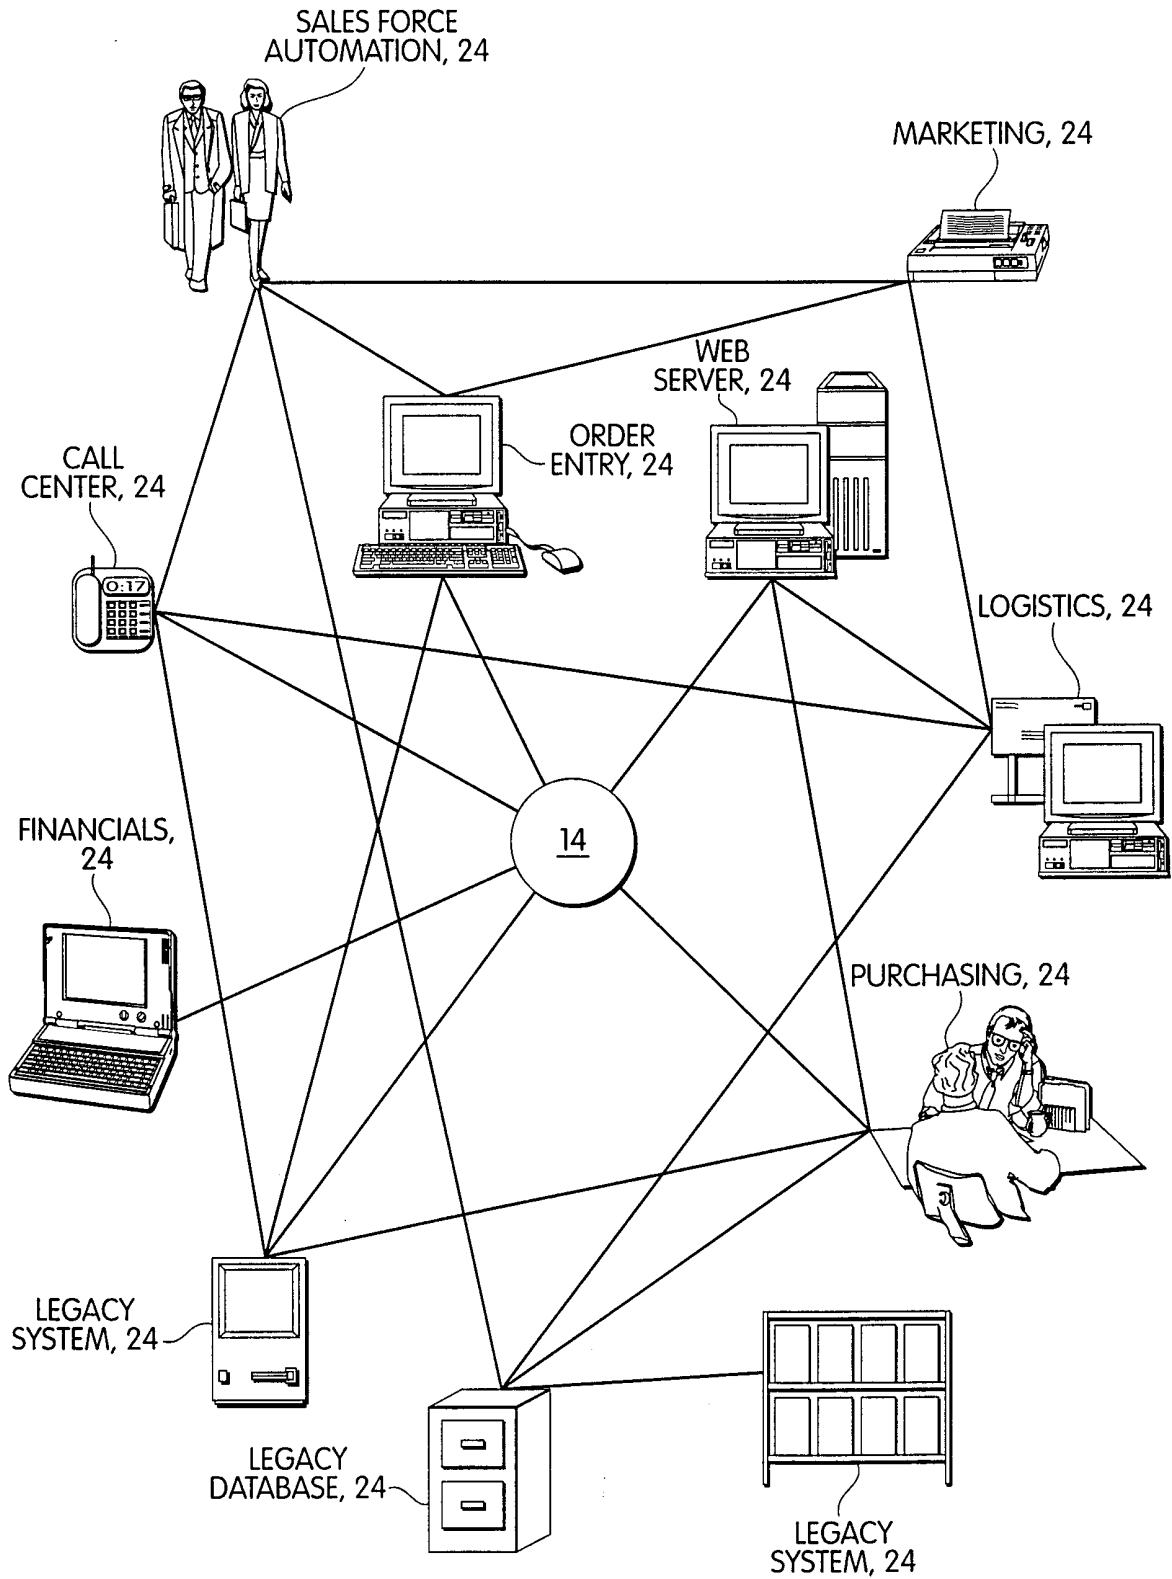 SALES FORCE
AUTOMATION, 24
MARKETING, 24
WEB
SERVER, 24
ORDER
ENTRY, 24
CALL
CENTER, 24
0:17
LOGISTICS, 24
FINANCIALS,
24
14
PURCHASING, 24
LEGACY
SYSTEM, 24
LEGACY
DATABASE, 24
LEGACY
SYSTEM, 24